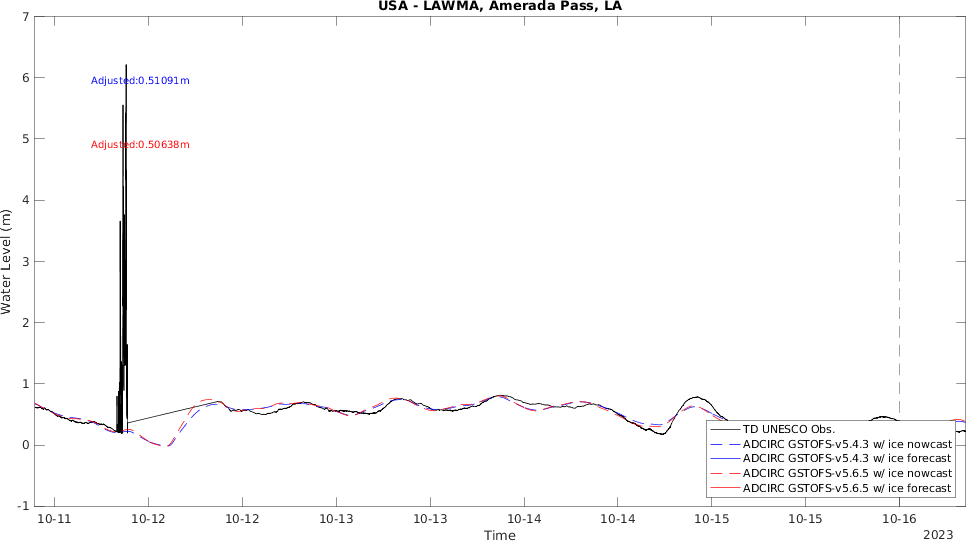 USA - LAWMA, Amerada Pass, LA
7
6
5
4
3
2
1
0
-1
Water Level (m)
Adjusted:0.51091m
Adjusted:0.50638m
TD UNESCO Obs.
ADCIRC GSTOFS-v5.4.3 w/ ice nowcast
ADCIRC GSTOFS-v5.4.3 w/ ice forecast
ADCIRC GSTOFS-v5.6.5 w/ ice nowcast
ADCIRC GSTOFS-v5.6.5 w/ ice forecast
10-11 10-12 10-12 10-13 10-13 10-14 10-14 10-15 10-15 10-16
Time
2023